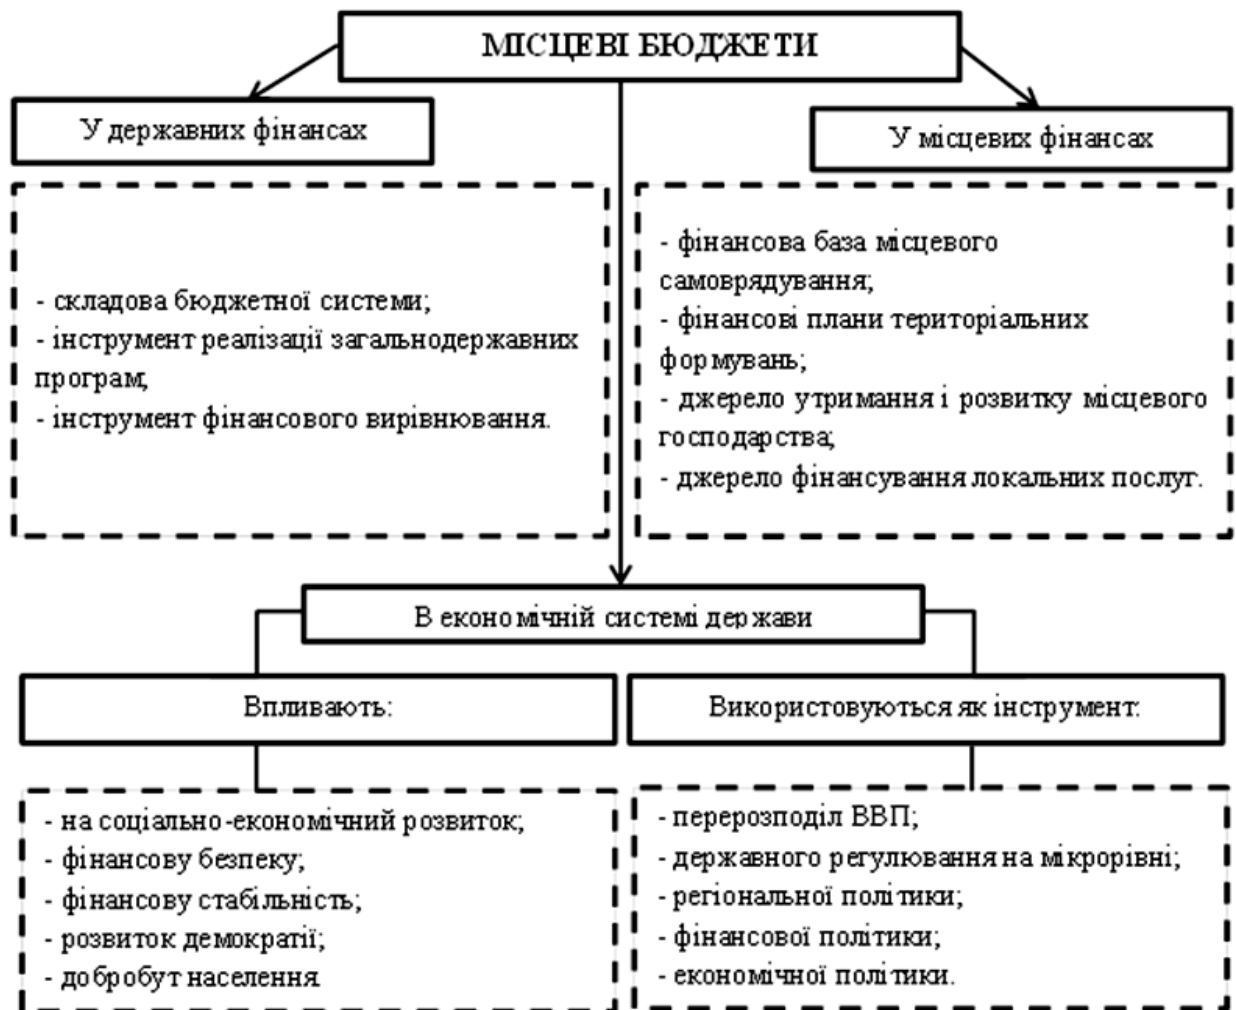 МІСЦЕВІ БЮДЖЕТИ
У державних фінансах
У місцевих фінансах
- складова бюджетної системи;
- інструмент реалізації загальнодержавних
програм;
- інструмент фінансового вирівнювання.
- фінансова база місцевого
самоврядування;
- фінансові плани територіальних
формувань;
- джерело утримання і розвитку місцевого
господарства;
- джерело фінансування локальних послуг.
В економічній системі держави
Впливають:
Використовуються як інструмент:
- на соціально-економічний розвиток;
- фінансову безпеку;
- фінансову стабільність;
- розвиток демократії;
- добробут населення
- перерозподіл ВВП;
- державного регулювання на мікрорівні;
- регіональної політики;
- фінансової політики;
- економічної політики.